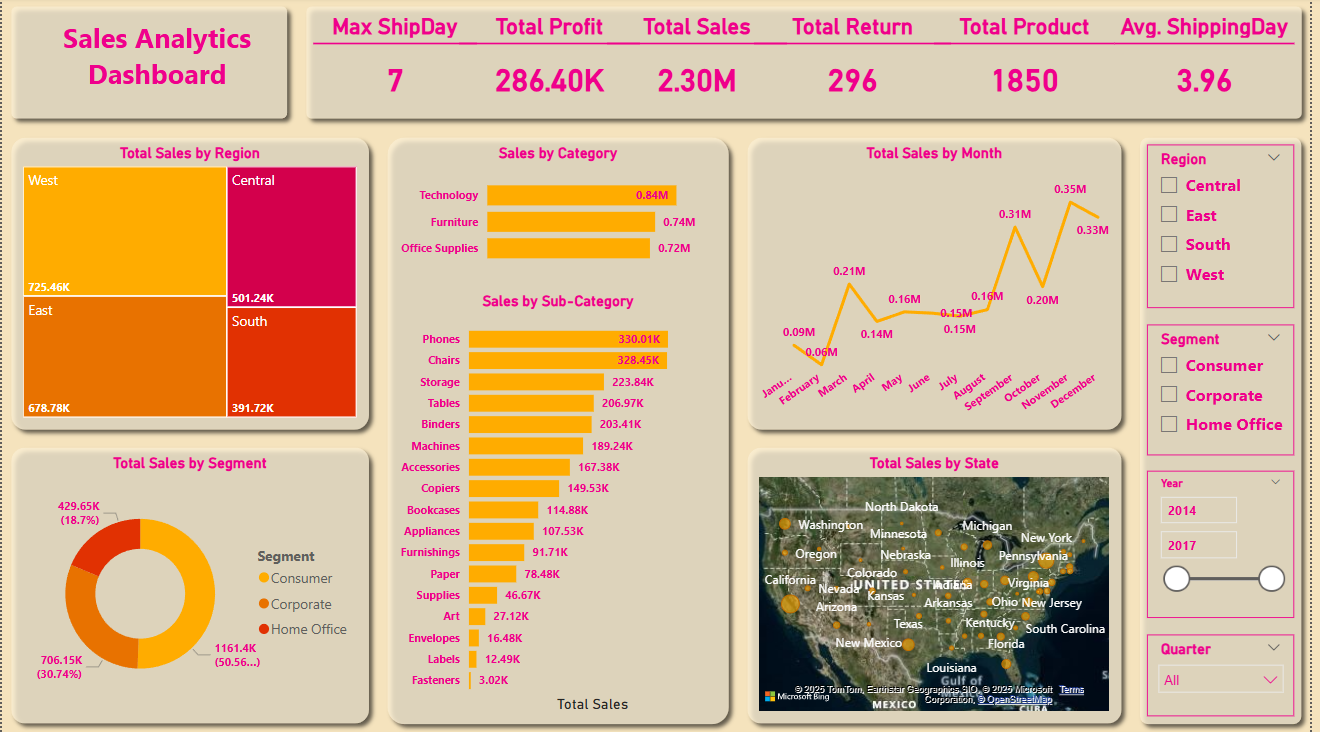 Sales Analytics
Dashboard
Max ShipDay
Total Profit
Total Sales
Total Return
Total Product
Avg. ShippingDay
7
286.40K
2.30M
296
1850
3.96
Total Sales by Region
West
725.46K
Central
501.24K
East
678.78K
South
391.72K
Total Sales by Segment
429.65K
(18.7%)
706.15K
(30.74%)
1161.4K
(50.56...)
Segment
Consumer
Corporate
Home Office
Sales by Category
Technology 0.84M
Furniture 0.74M
Office Supplies 0.72M
Sales by Sub-Category
Phones 330.01K
Chairs 328.45K
Storage 223.84K
Tables 206.97K
Binders 203.41K
Machines 189.24K
Accessories 167.38K
Copiers 149.53K
Bookcases 114.88K
Appliances 107.53K
Furnishings 91.71K
Paper 78.48K
Supplies 46.67K
Art 27.12K
Envelopes 16.48K
Labels 12.49K
Fasteners 3.02K
Total Sales
Total Sales by Month
0.09M
0.06M
0.21M
0.14M
0.16M
0.15M
0.15M
0.16M
0.31M
0.20M
0.35M
0.33M
Janu...
February
March
April
May
June
July
August
September
October
November
December
Total Sales by State
North Dakota
Washington
Minnesota
Michigan
New York
Oregon
Nebraska
Illinois
Pennsylvania
California
Colorado
Nevada
UNITED STATES
Indiana
Virginia
Kansas
Arizona
Arkansas
Ohio
New Jersey
Texas
Kentucky
South Carolina
New Mexico
Florida
Louisiana
Gulf of
MEXICO
CUBA
Microsoft Bing
© 2025 TomTom, Earthstar Geographics SIO, © 2025 Microsoft Terms
Corporation, © OpenStreetMap
Region
Central
East
South
West
Segment
Consumer
Corporate
Home Office
Year
2014
2017
Quarter
All